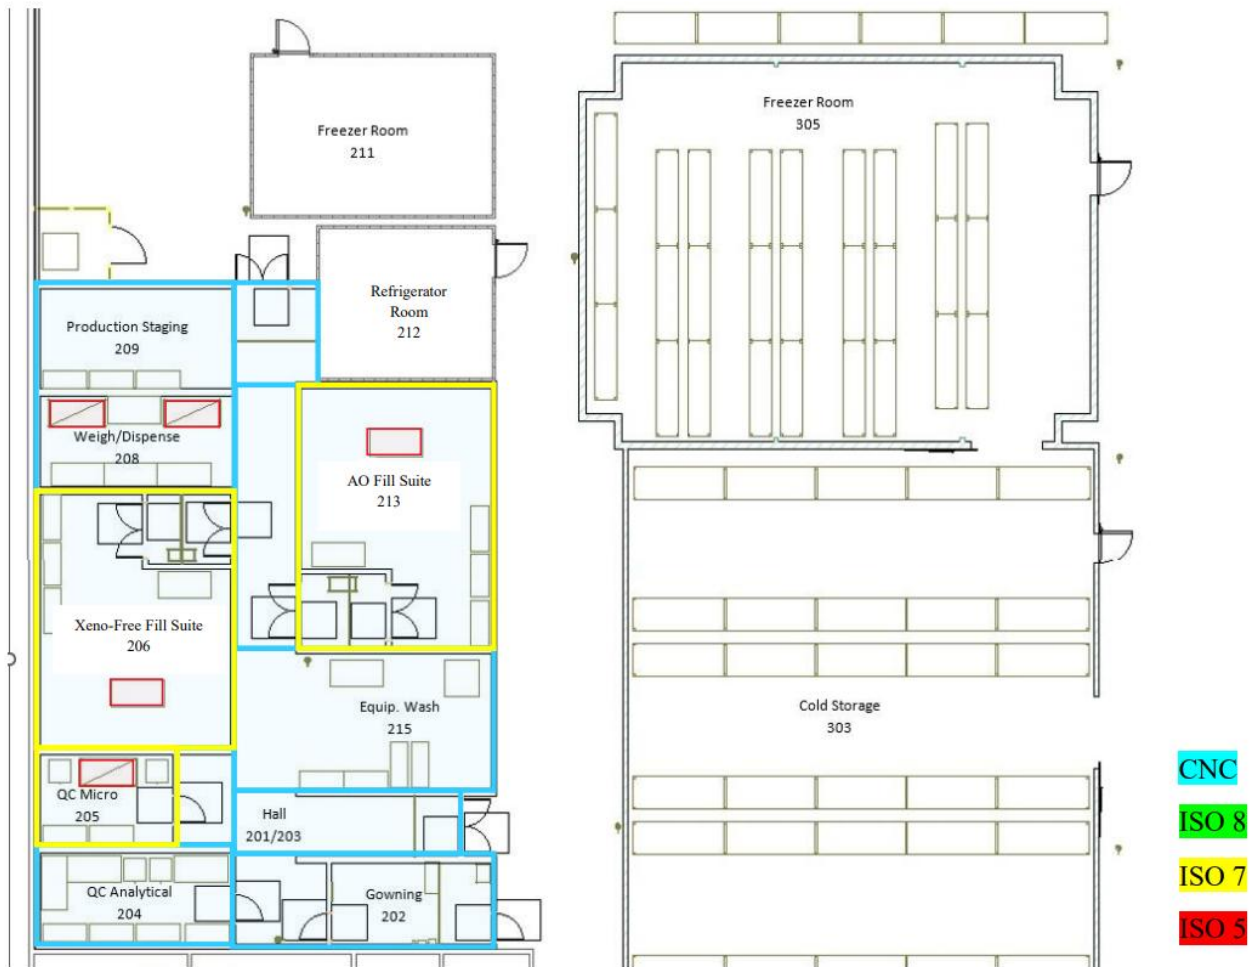 Freezer Room
211
Freezer Room
305
Refrigerator
Room
212
Production Staging
209
Weigh/Dispense
208
AO Fill Suite
213
Xeno-Free Fill Suite
206
Equip. Wash
215
Cold Storage
303
QC Micro
205
Hall
201/203
QC Analytical
204
Gowning
202
CNC
ISO 8
ISO 7
ISO 5